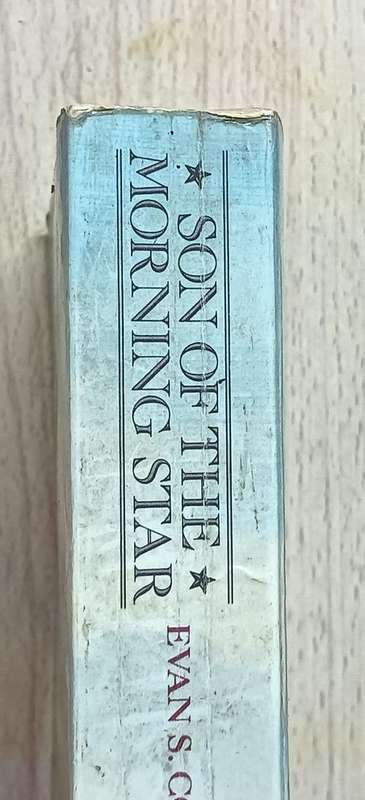 ★ SON OF THE ★
MORNING STAR
EVAN S.